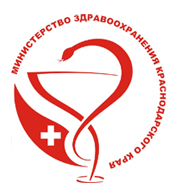 МИНИСТЕРСТВО ЗДРАВООХРАНЕНИЯ КРАСНОДАРСКОГО КРАЯ